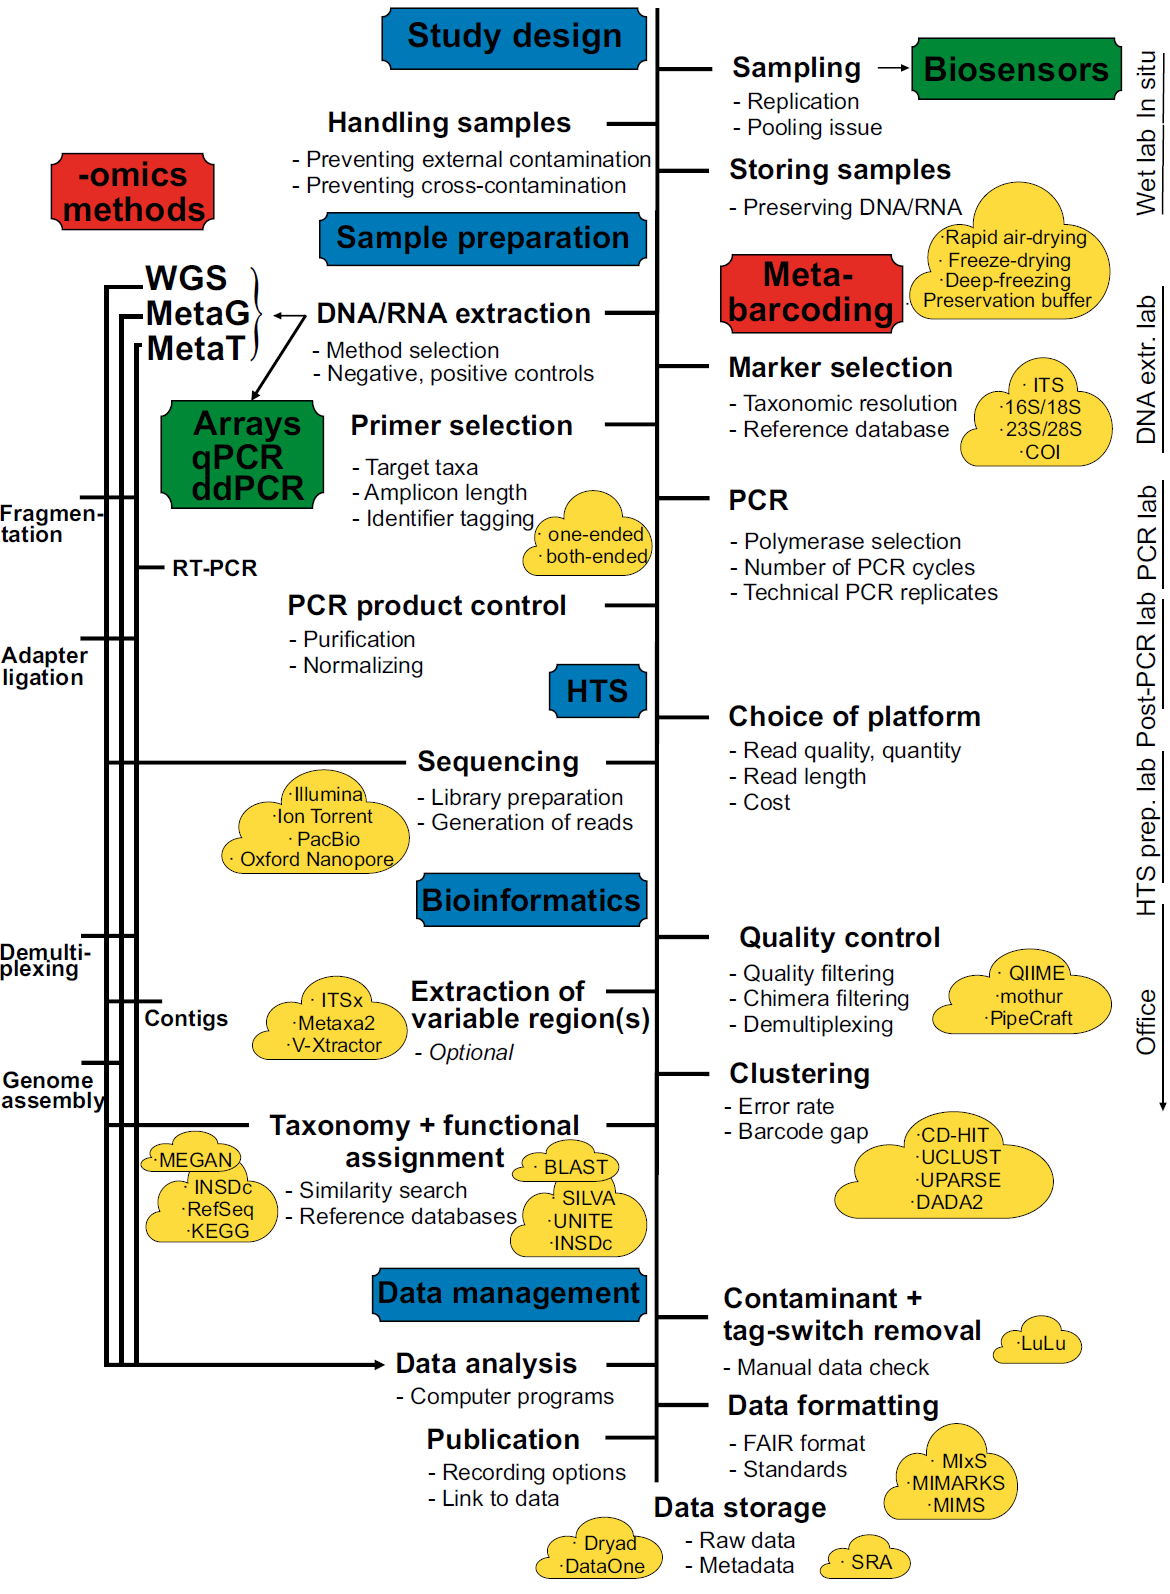 Study design
Sampling
Biosensors
- Replication
- Pooling issue
Handling samples
- Preventing external contamination
- Preventing cross-contamination
Storing samples
- Preserving DNA/RNA
·Rapid air-drying
· Freeze-drying
·Deep-freezing
· Preservation buffer
In situ
Wet lab
-omics
methods
Sample preparation
Meta-
barcoding
WGS
MetaG
MetaT
DNA/RNA extraction
- Method selection
- Negative, positive controls
Marker selection
- Taxonomic resolution
- Reference database
· ITS
·16S/18S
·23S/28S
·COI
DNA extr. lab
Arrays
qPCR
ddPCR
Primer selection
- Target taxa
- Amplicon length
- Identifier tagging
· one-ended
· both-ended
PCR
- Polymerase selection
- Number of PCR cycles
- Technical PCR replicates
PCR lab
Fragmen-
tation
RT-PCR
PCR product control
- Purification
- Normalizing
Post-PCR lab
Adapter
ligation
HTS
Choice of platform
- Read quality, quantity
- Read length
- Cost
HTS prep. lab
Sequencing
- Library preparation
- Generation of reads
·Illumina
·Ion Torrent
· PacBio
· Oxford Nanopore
Bioinformatics
Quality control
- Quality filtering
- Chimera filtering
- Demultiplexing
· QIIME
·mothur
·PipeCraft
Office
Demulti-
plexing
Contigs
Extraction of
variable region(s)
- Optional
· ITSx
· Metaxa2
· V-Xtractor
Clustering
- Error rate
- Barcode gap
·CD-HIT
·UCLUST
·UPARSE
·DADA2
Genome
assembly
Taxonomy + functional
assignment
- Similarity search
- Reference databases
·MEGAN
· INSDc
·RefSeq
·KEGG
· BLAST
· SILVA
·UNITE
·INSDc
Data management
Contaminant +
tag-switch removal
- Manual data check
·LuLu
Data analysis
- Computer programs
Data formatting
- FAIR format
- Standards
· MIxS
·MIMARKS
·MIMS
Publication
- Recording options
- Link to data
Data storage
- Raw data
- Metadata
· Dryad
·DataOne
· SRA